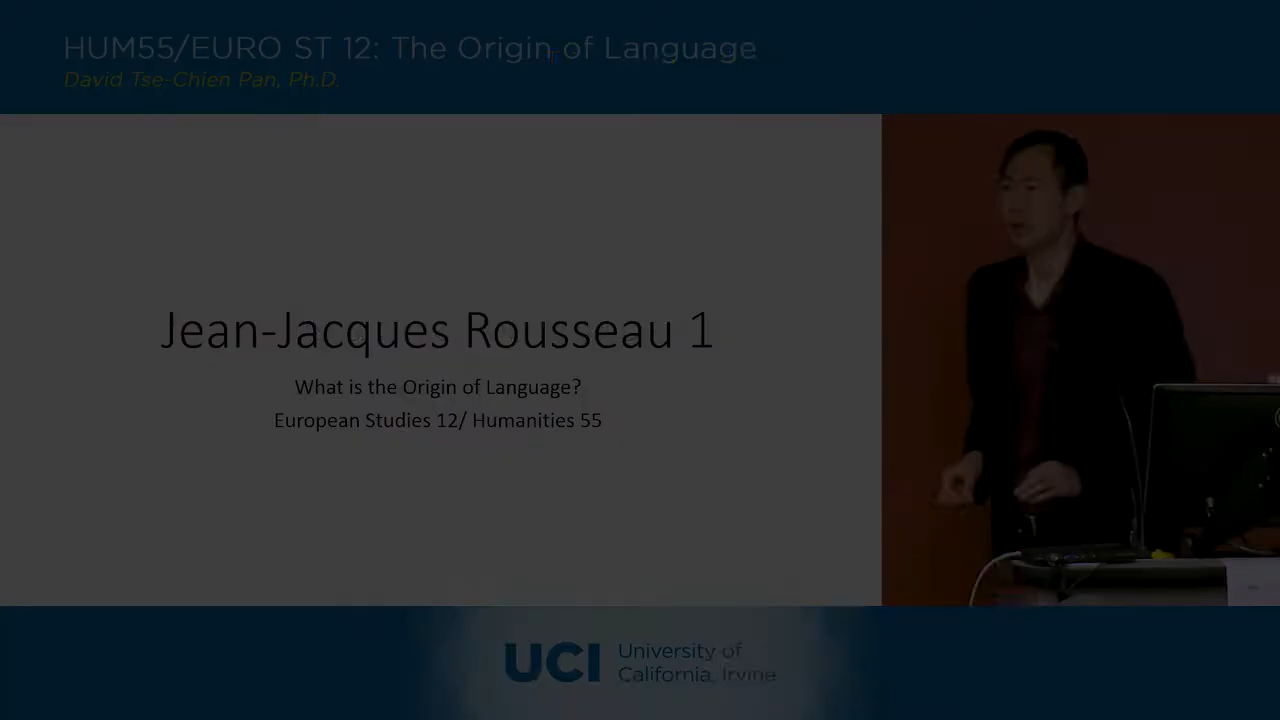 HUM55/EURO ST 12: The Origin of Language
David Tse-Chien Pan, Ph.D.
Jean-Jacques Rousseau 1
What is the Origin of Language?
European Studies 12/ Humanities 55
UCI University of
California, Irvine